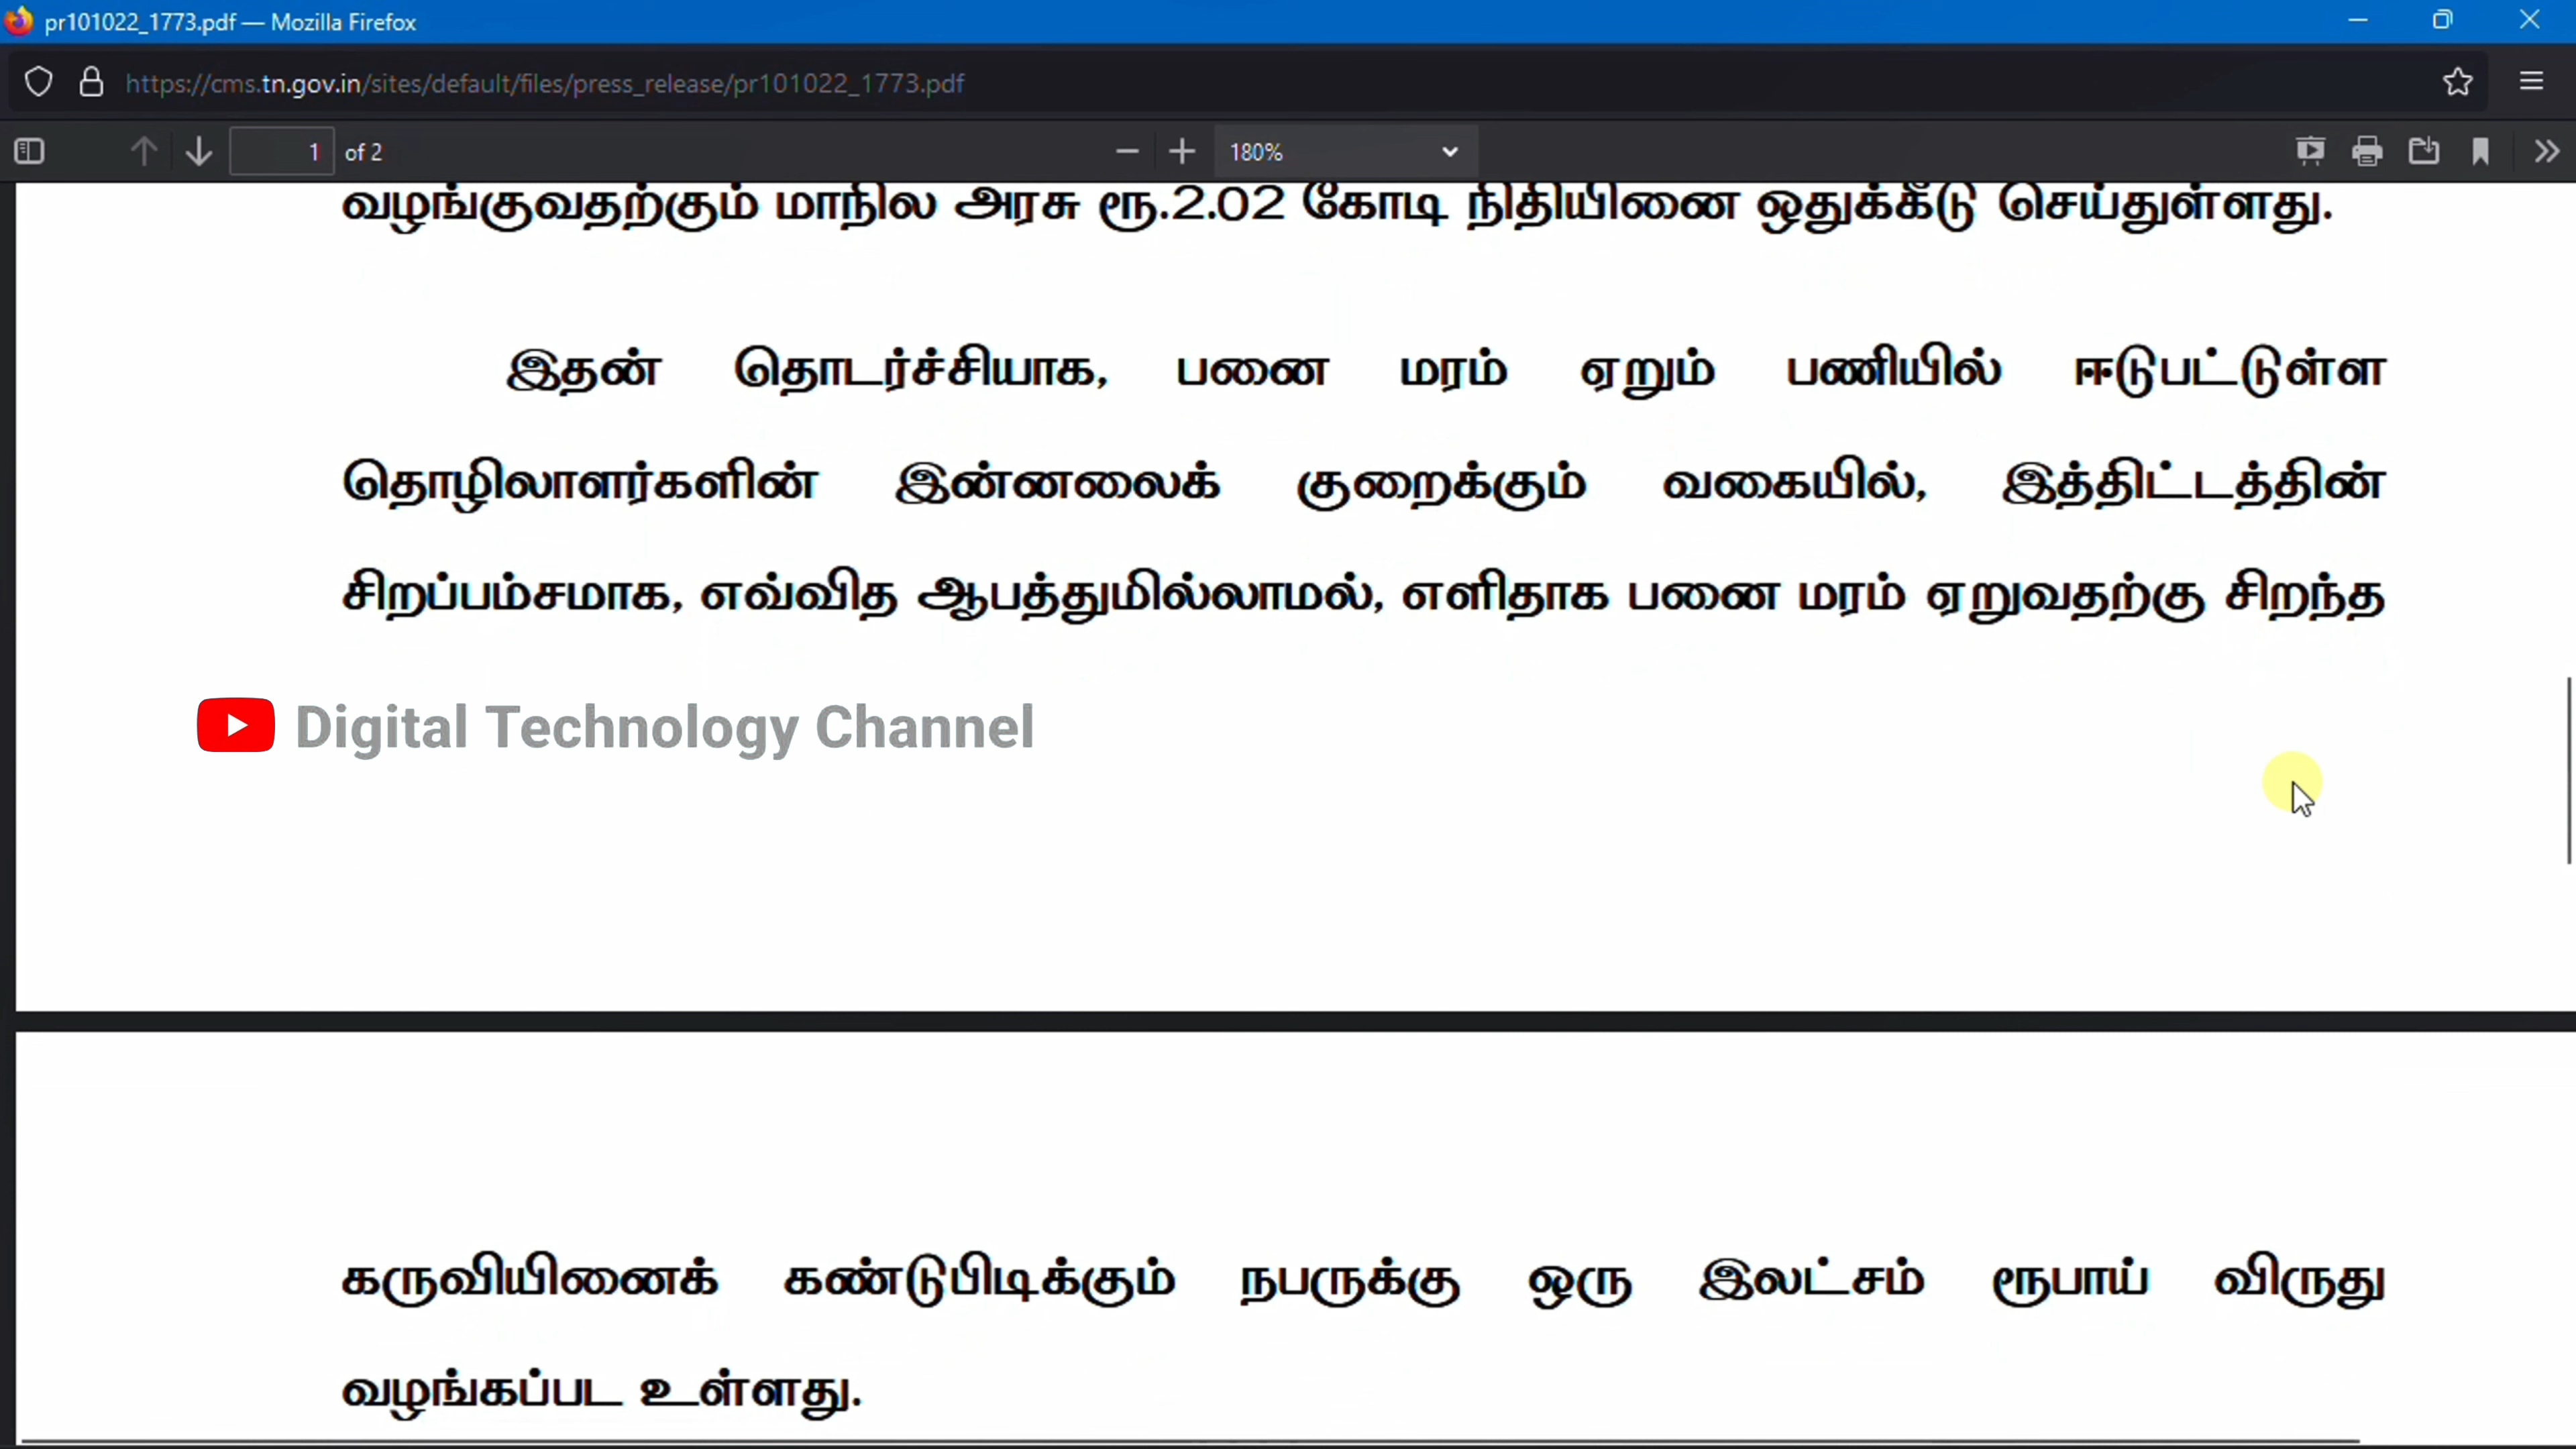 pr101022_1773.pdf — Mozilla Firefox
https://cms.tn.gov.in/sites/default/files/press_release/pr101022_1773.pdf
1 of 2 180%
வழங்குவதற்கும் மாநில அரசு ரூ.2.02 கோடி நிதியினை ஒதுக்கீடு செய்துள்ளது.
இதன் தொடர்ச்சியாக, பனை மரம் ஏறும் பணியில் ஈடுபட்டுள்ள
தொழிலாளர்களின் இன்னலைக் குறைக்கும் வகையில், இத்திட்டத்தின்
சிறப்பம்சமாக, எவ்வித ஆபத்துமில்லாமல், எளிதாக பனை மரம் ஏறுவதற்கு சிறந்த
Digital Technology Channel
கருவியினைக் கண்டுபிடிக்கும் நபருக்கு ஒரு இலட்சம் ரூபாய் விருது
வழங்கப்பட உள்ளது.